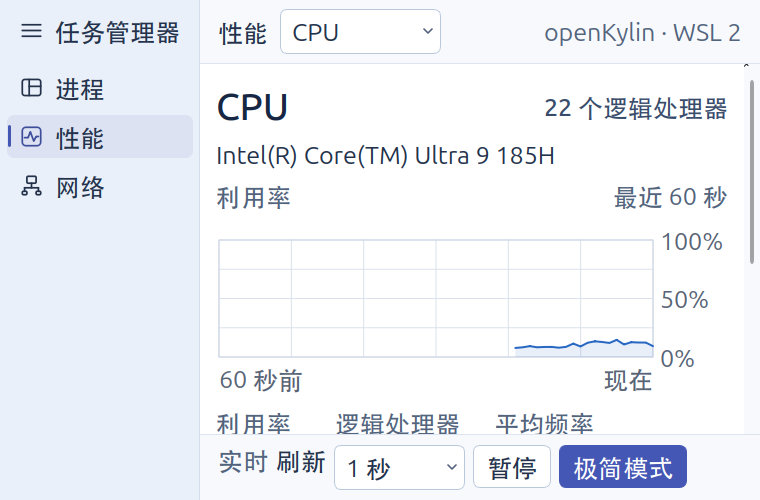 任务管理器
进程
性能
网络
性能 CPU openKylin · WSL 2
CPU 22 个逻辑处理器
Intel(R) Core(TM) Ultra 9 185H
利用率 最近 60 秒
100%
50%
0%
60 秒前 现在
利用率 逻辑处理器 平均频率
实时 刷新 1 秒 暂停 极简模式